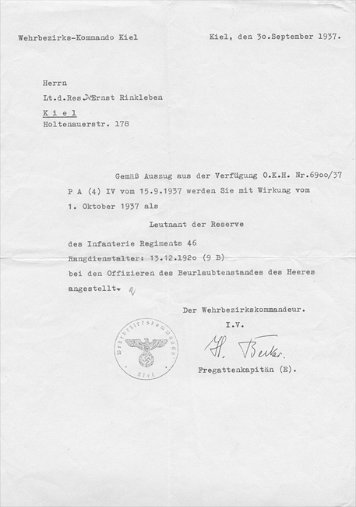 Wehrbezirks-Kommando Kiel Kiel, den 30.September 1937.
Herrn
Lt.d.Res. Ernst Rinkleben
K i e l
Holtenauerstr. 178
Gemäß Auszug aus der Verfügung O.K.H. Nr.6900/37
P A (4) IV vom 15.9.1937 werden Sie mit Wirkung vom
1. Oktober 1937 als
Leutnant der Reserve
des Infanterie Regiments 46
Rangdienstalter: 13.12.1920 (9 B)
bei den Offizieren des Beurlaubtenstandes des Heeres
angestellt.
Der Wehrbezirkskommandeur.
I.V.
H. Becker.
Fregattenkapitän (E).
Wehrbezirkskommando
Kiel